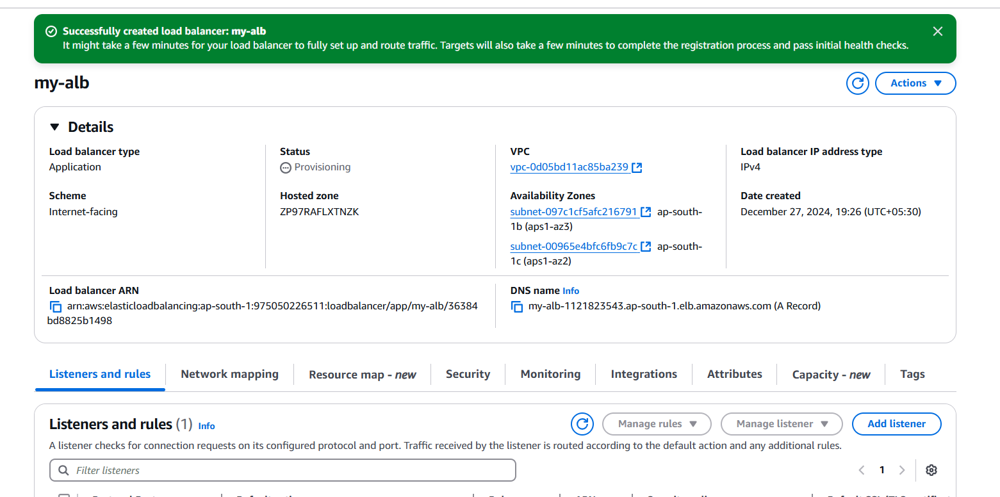 Successfully created load balancer: my-alb
It might take a few minutes for your load balancer to fully set up and route traffic. Targets will also take a few minutes to complete the registration process and pass initial health checks.
my-alb
Actions
Details
Load balancer type
Application
Status
Provisioning
VPC
vpc-0d05bd11ac85ba239
Load balancer IP address type
IPv4
Scheme
Internet-facing
Hosted zone
ZP97RAFLXTNZK
Availability Zones
subnet-097c1cf5afc216791 ap-south-
1b (aps1-az3)
subnet-00965e4bfc6fb9c7c ap-south-
1c (aps1-az2)
Date created
December 27, 2024, 19:26 (UTC+05:30)
Load balancer ARN
arn:aws:elasticloadbalancing:ap-south-1:975050226511:loadbalancer/app/my-alb/36384
bd8825b1498
DNS name Info
my-alb-1121823543.ap-south-1.elb.amazonaws.com (A Record)
Listeners and rules Network mapping Resource map - new Security Monitoring Integrations Attributes Capacity - new Tags
Listeners and rules (1) Info
Manage rules Manage listener Add listener
A listener checks for connection requests on its configured protocol and port. Traffic received by the listener is routed according to the default action and any additional rules.
Filter listeners
1